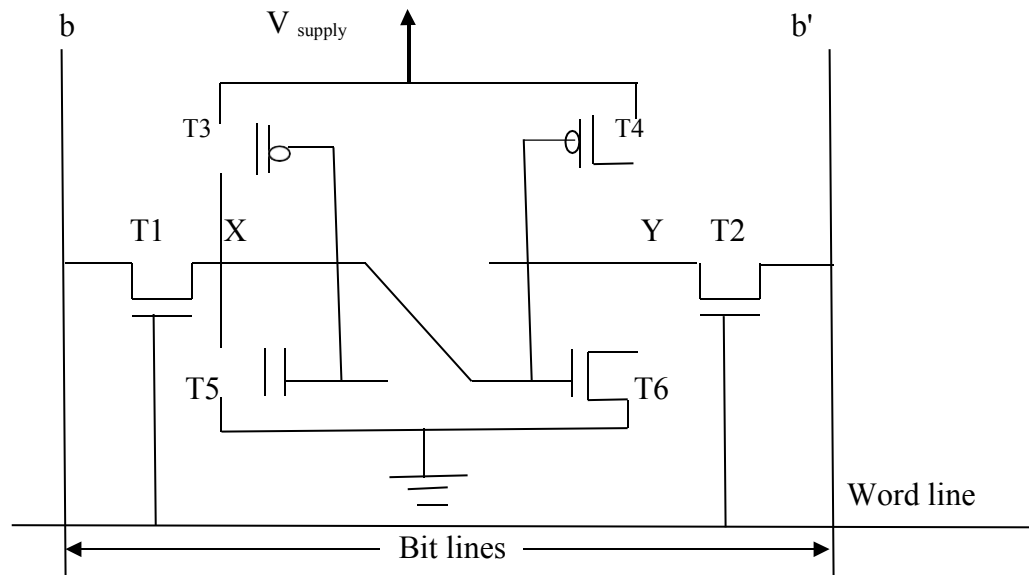 b V supply b'
T3 T4
T1 X Y T2
T5 T6
Word line
Bit lines